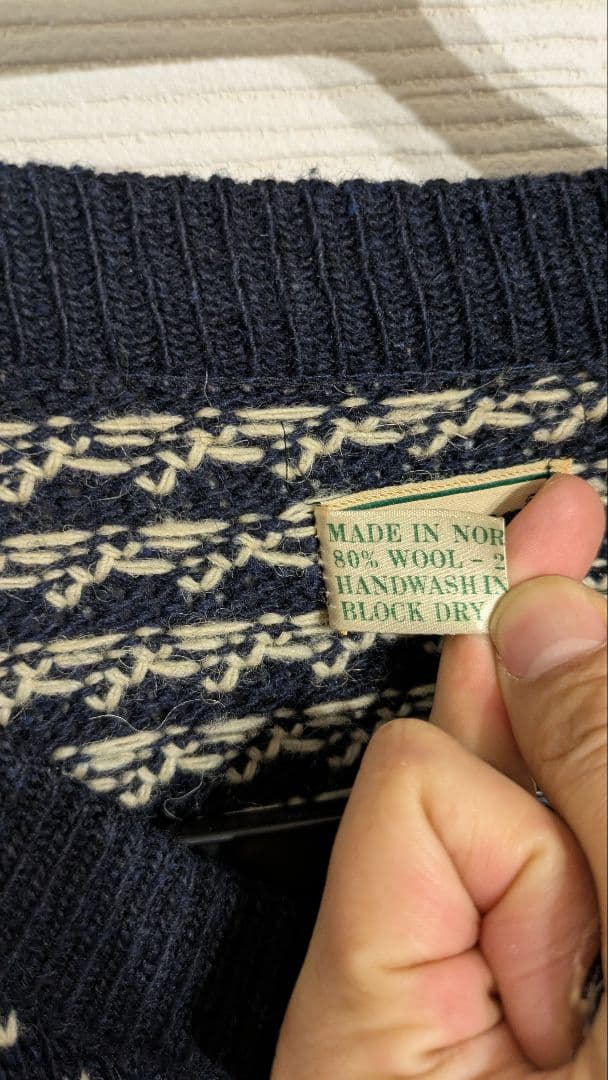 MADE IN NOR
80% WOOL - 2
HANDWASH IN
BLOCK DRY